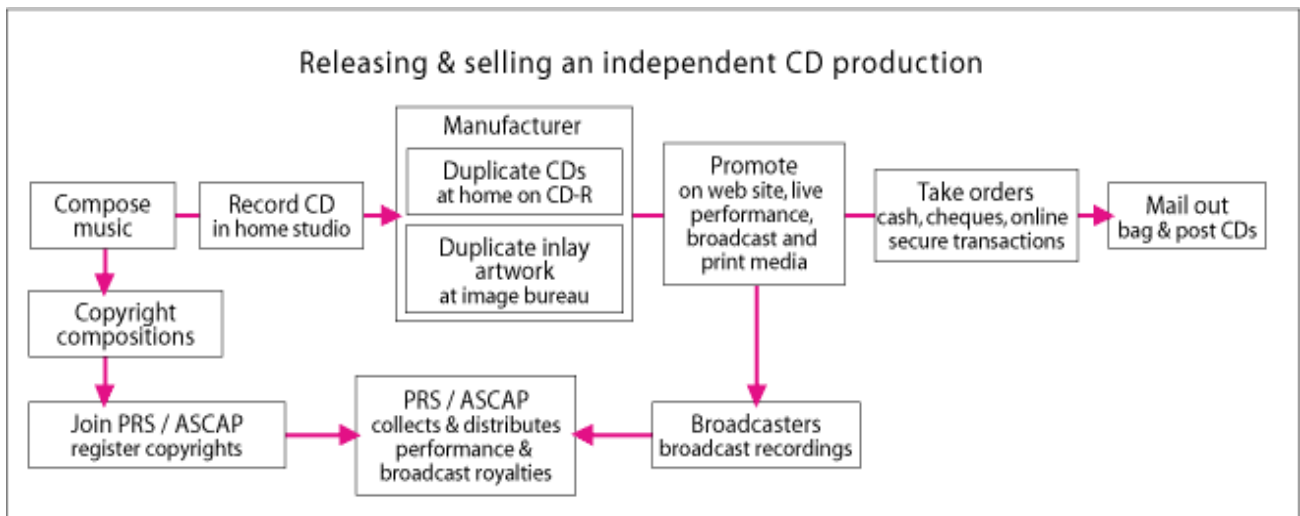 Releasing & selling an independent CD production
Compose
music
Record CD
in home studio
Manufacturer
Duplicate CDs
at home on CD-R
Duplicate inlay
artwork
at image bureau
Promote
on web site, live
performance,
broadcast and
print media
Take orders
cash, cheques, online
secure transactions
Mail out
bag & post CDs
Copyright
compositions
Join PRS / ASCAP
register copyrights
PRS / ASCAP
collects & distributes
performance &
broadcast royalties
Broadcasters
broadcast recordings